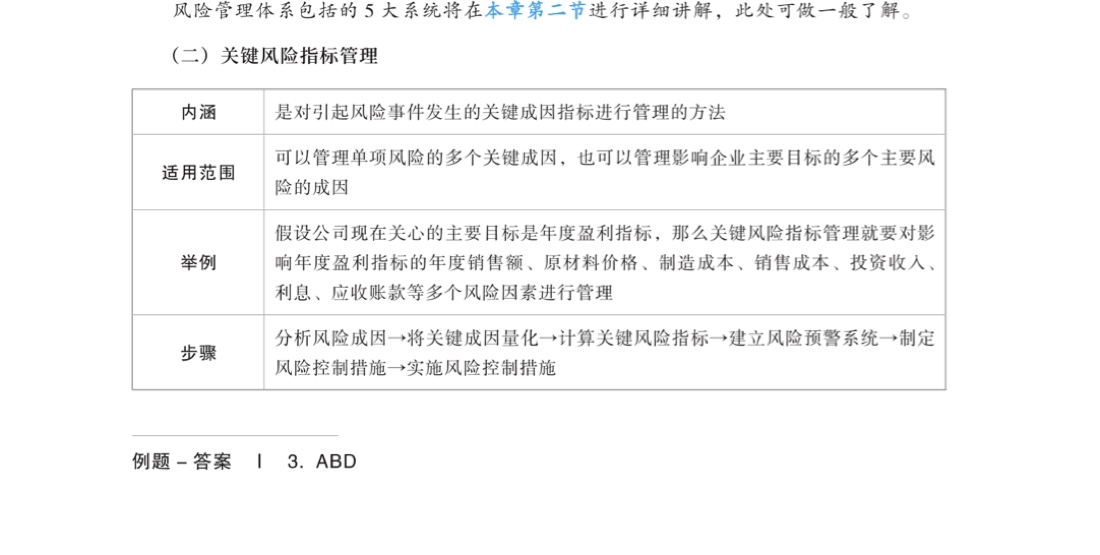 风险管理体系包括的 5 大系统将在本章第二节进行详细讲解，此处可做一般了解。
（二）关键风险指标管理
内涵
是对引起风险事件发生的关键成因指标进行管理的方法
适用范围
可以管理单项风险的多个关键成因，也可以管理影响企业主要目标的多个主要风
险的成因
举例
假设公司现在关心的主要目标是年度盈利指标，那么关键风险指标管理就要对影
响年度盈利指标的年度销售额、原材料价格、制造成本、销售成本、投资收入、
利息、应收账款等多个风险因素进行管理
步骤
分析风险成因→将关键成因量化→计算关键风险指标→建立风险预警系统→制定
风险控制措施→实施风险控制措施
例题 – 答案 | 3. ABD